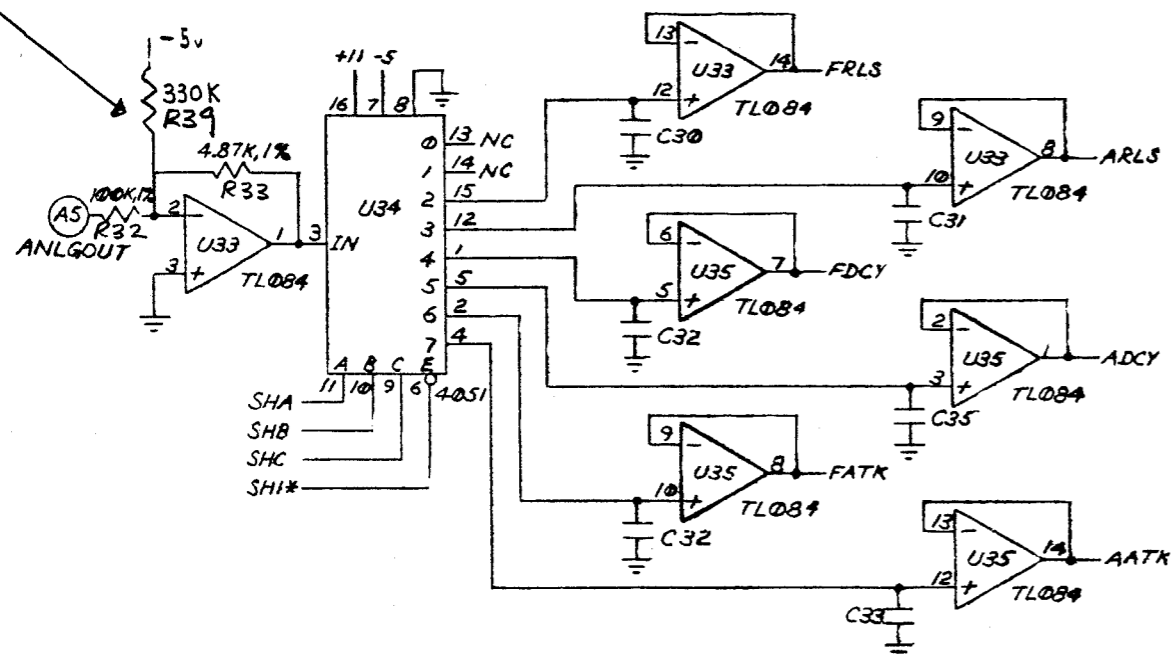 -5v
330K
R39
4.87K, 1%
R33
A5
100K, 1%
R32
ANLGOUT
2
-
U33
1
3
+
TL084
+11 -5
16 7 8
3 IN
U34
0 13 NC
1 14 NC
2 15
3 12
4 1
5 5
6 2
7 4
A B C E
11 10 9 6
4051
SHA
SHB
SHC
SH1*
13
-
U33
14
FRLS
12
+
TL084
C30
9
-
U33
8
ARLS
10
+
TL084
C31
6
-
U35
7
FDCY
5
+
TL084
C32
2
-
U35
1
ADCY
3
+
TL084
C35
9
-
U35
8
FATK
10
+
TL084
C32
13
-
U35
14
AATK
12
+
TL084
C33